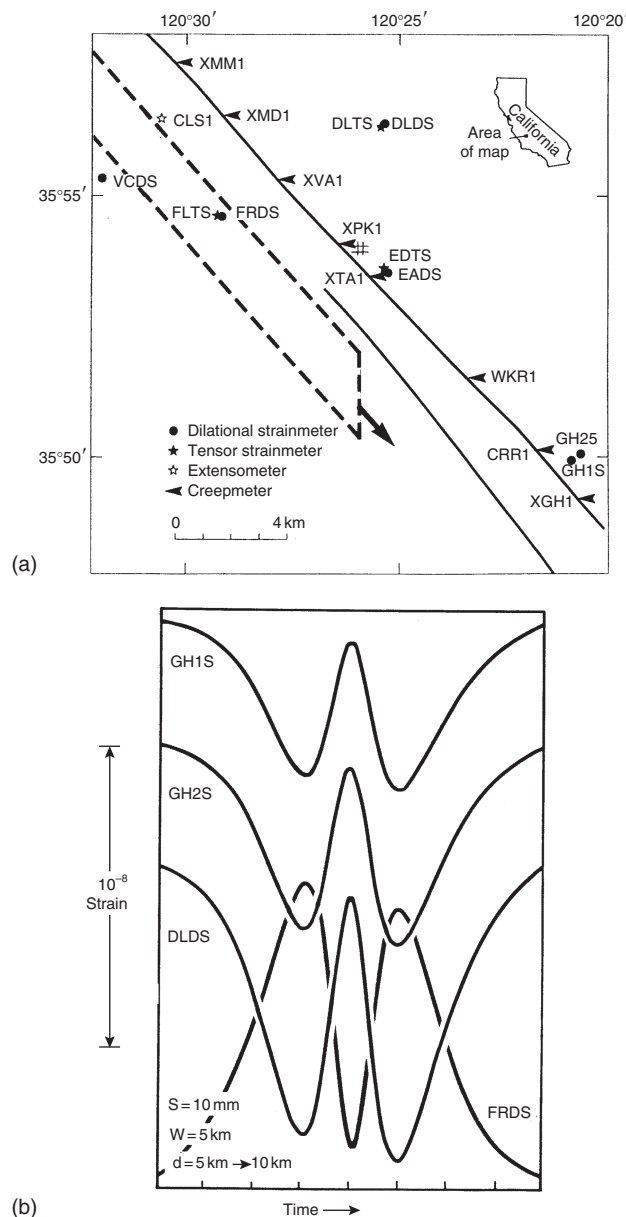 120°30′ 120°25′ 120°20′
XMM1
CLS1
XMD1
DLTS DLDS
California
Area
of map
VCDS
XVA1
35°55′
FLTS FRDS
XPK1
EDTS
XTA1 EADS
WKR1
Dilational strainmeter
Tensor strainmeter
Extensometer
Creepmeter
35°50′
CRR1
GH25
GH1S
XGH1
0 4 km
(a)
GH1S
GH2S
10⁻⁸
Strain
DLDS
S = 10 mm
W = 5 km
d = 5 km → 10 km
FRDS
(b)
Time →